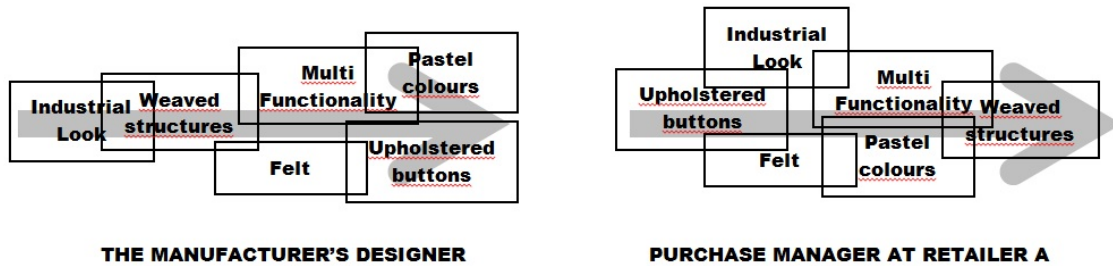 Industrial
Look
Weaved
structures
Multi
Functionality
Pastel
colours
Felt
Upholstered
buttons
THE MANUFACTURER'S DESIGNER
Upholstered
buttons
Industrial
Look
Felt
Multi
Functionality
Pastel
colours
Weaved
structures
PURCHASE MANAGER AT RETAILER A